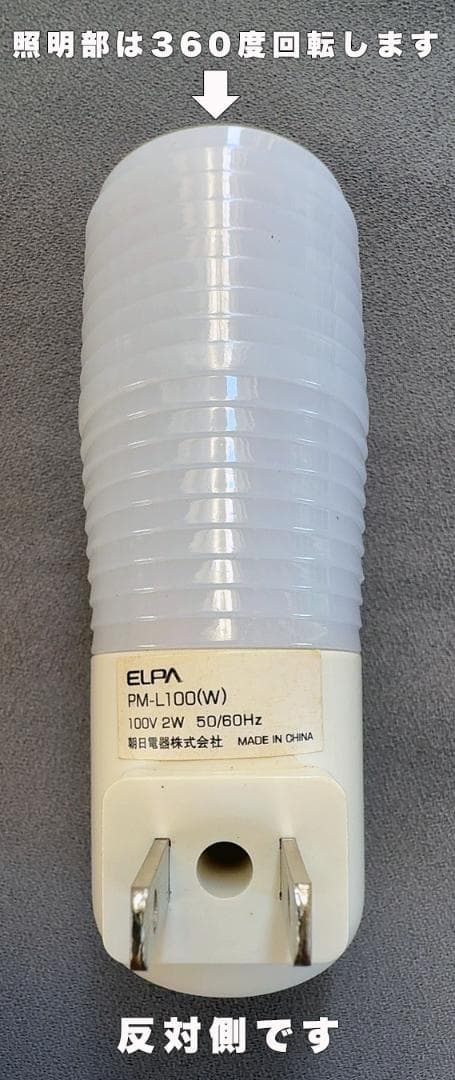 照明部は360度回転します
ELPA
PM-L100(W)
100V 2W 50/60Hz
朝日電器株式会社 MADE IN CHINA
反対側です